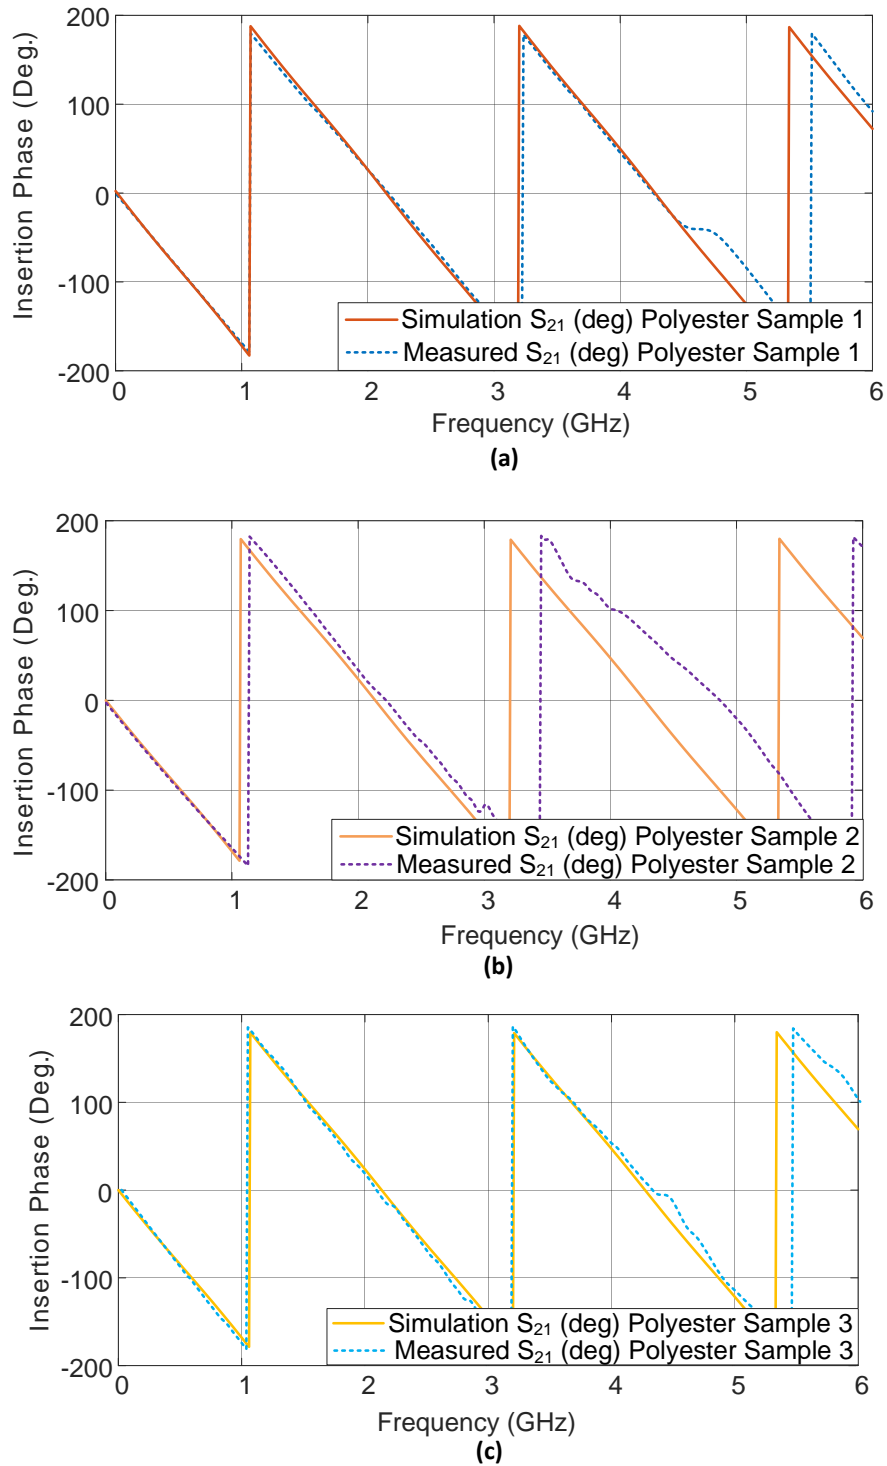 Insertion Phase (Deg.)
200
100
0
-100
-200
Simulation S₂₁ (deg) Polyester Sample 1
Measured S₂₁ (deg) Polyester Sample 1
0 1 2 3 4 5 6
Frequency (GHz)
(a)
Insertion Phase (Deg.)
200
100
0
-100
-200
Simulation S₂₁ (deg) Polyester Sample 2
Measured S₂₁ (deg) Polyester Sample 2
0 1 2 3 4 5 6
Frequency (GHz)
(b)
Insertion Phase (Deg.)
200
100
0
-100
-200
Simulation S₂₁ (deg) Polyester Sample 3
Measured S₂₁ (deg) Polyester Sample 3
0 1 2 3 4 5 6
Frequency (GHz)
(c)